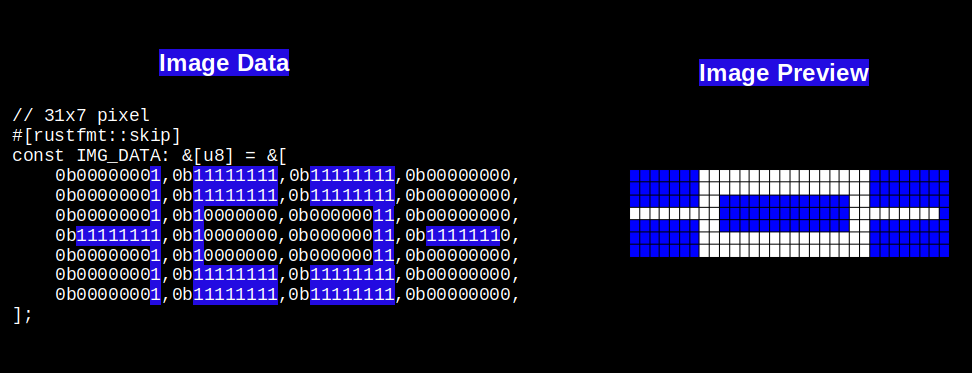 Image Data
Image Preview
// 31x7 pixel
#[rustfmt::skip]
const IMG_DATA: &[u8] = &[
    0b00000001,0b11111111,0b11111111,0b00000000,
    0b00000001,0b11111111,0b11111111,0b00000000,
    0b00000001,0b10000000,0b00000011,0b00000000,
    0b11111111,0b10000000,0b00000011,0b11111110,
    0b00000001,0b10000000,0b00000011,0b00000000,
    0b00000001,0b11111111,0b11111111,0b00000000,
    0b00000001,0b11111111,0b11111111,0b00000000,
];